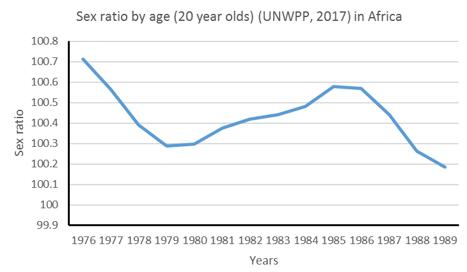 Sex ratio by age (20 year olds) (UNWPP, 2017) in Africa
100.8
100.7
100.6
100.5
100.4
100.3
100.2
100.1
100
99.9
Sex ratio
1976 1977 1978 1979 1980 1981 1982 1983 1984 1985 1986 1987 1988 1989
Years